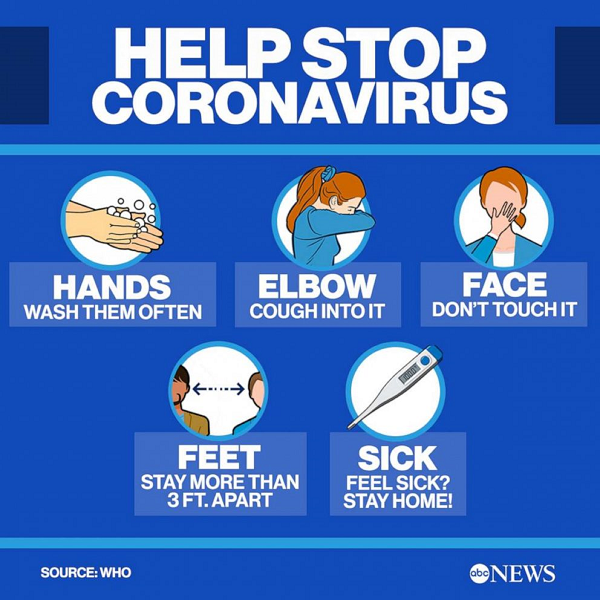 HELP STOP
CORONAVIRUS
HANDS
WASH THEM OFTEN
ELBOW
COUGH INTO IT
FACE
DON'T TOUCH IT
FEET
STAY MORE THAN
3 FT. APART
SICK
FEEL SICK?
STAY HOME!
SOURCE: WHO
abc NEWS